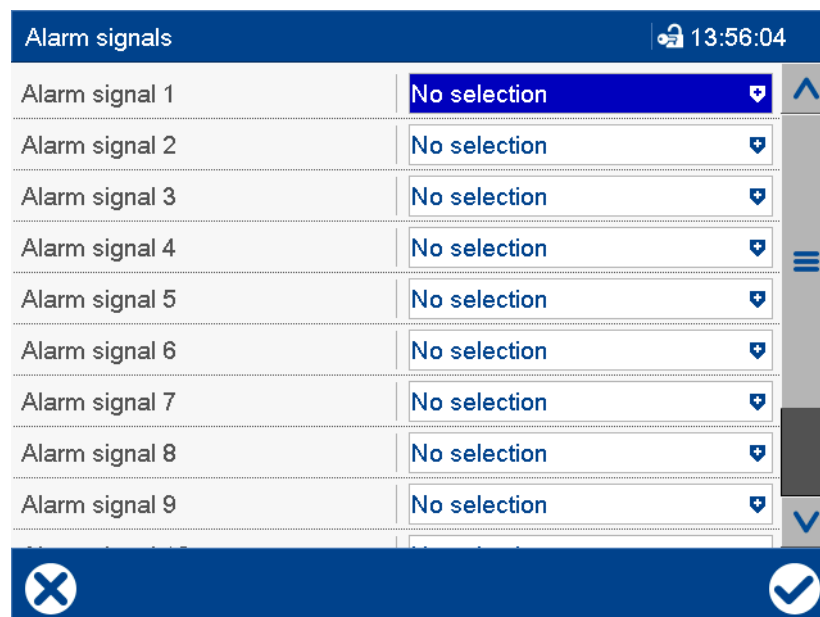 Alarm signals 13:56:04
Alarm signal 1 No selection
Alarm signal 2 No selection
Alarm signal 3 No selection
Alarm signal 4 No selection
Alarm signal 5 No selection
Alarm signal 6 No selection
Alarm signal 7 No selection
Alarm signal 8 No selection
Alarm signal 9 No selection